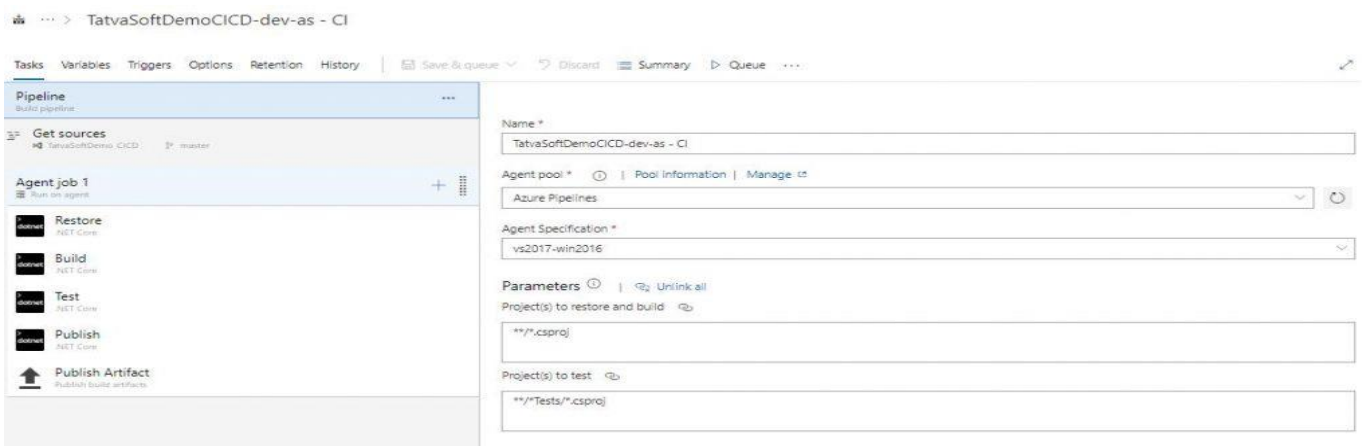 ··· > TatvaSoftDemoCICD-dev-as - CI
Tasks Variables Triggers Options Retention History Save & queue Discard Summary Queue ···
Pipeline ···
Build pipeline
Get sources
TatvaSoftDemo CICD master
Agent job 1 +
Run on agent
>
dotnet Restore
.NET Core
>
dotnet Build
.NET Core
>
dotnet Test
.NET Core
>
dotnet Publish
.NET Core
Publish Artifact
Publish build artifacts
Name *
TatvaSoftDemoCICD-dev-as - CI
Agent pool * | Pool information | Manage
Azure Pipelines
Agent Specification *
vs2017-win2016
Parameters | Unlink all
Project(s) to restore and build
**/*.csproj
Project(s) to test
**/*Tests/*.csproj